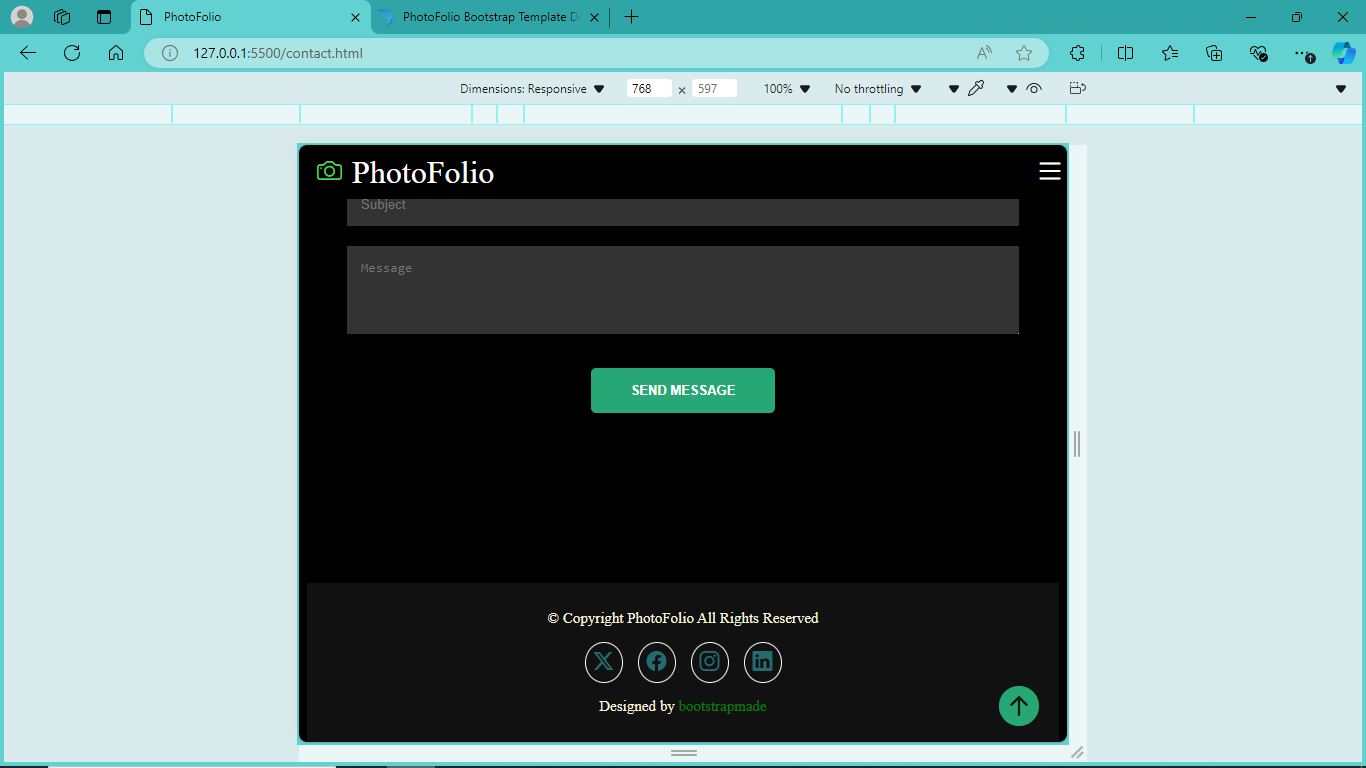 PhotoFolio
PhotoFolio Bootstrap Template D
127.0.0.1:5500/contact.html
Dimensions: Responsive 768 × 597 100% No throttling
PhotoFolio
Subject
Message
SEND MESSAGE
© Copyright PhotoFolio All Rights Reserved
Designed by bootstrapmade